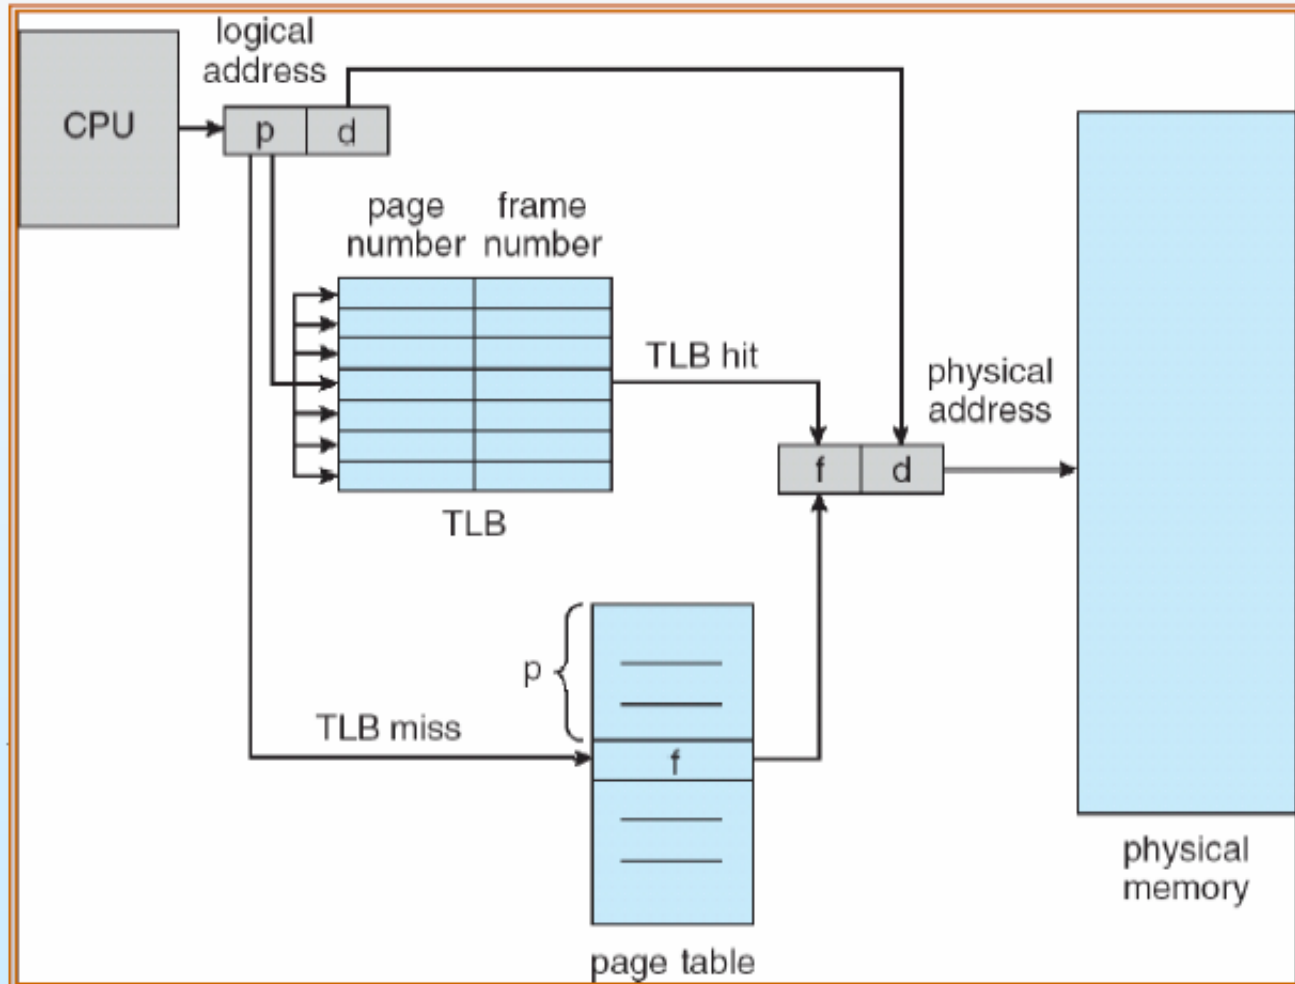 logical
address
CPU
p
d
page
number
frame
number
TLB hit
physical
address
f
d
TLB
p
TLB miss
f
physical
memory
page table